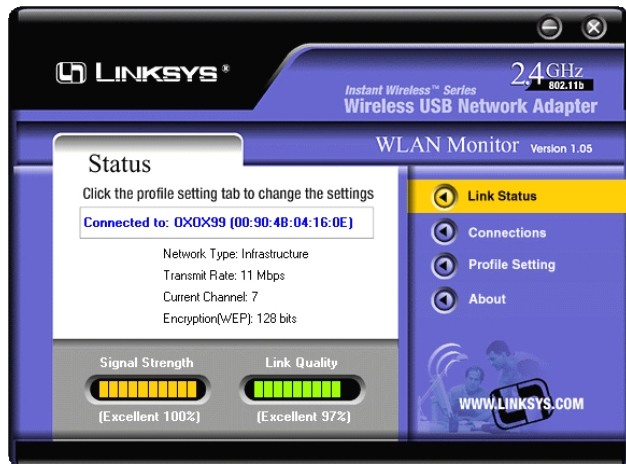 LINKSYS®
2.4GHz
802.11b
Instant Wireless™ Series
Wireless USB Network Adapter
WLAN Monitor Version 1.05
Status
Click the profile setting tab to change the settings
Connected to: OXOX99 (00:90:4B:04:16:0E)
Network Type: Infrastructure
Transmit Rate: 11 Mbps
Current Channel: 7
Encryption(WEP): 128 bits
Signal Strength
Link Quality
(Excellent 100%)
(Excellent 97%)
Link Status
Connections
Profile Setting
About
WWW.LINKSYS.COM